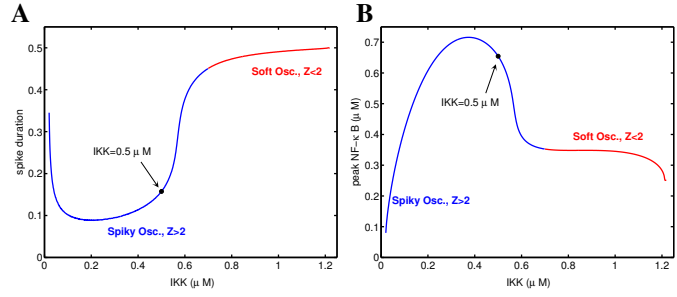 A
0.5
0.4
0.3
0.2
0.1
0
spike duration
Soft Osc., Z<2
IKK=0.5 μ M
Spiky Osc., Z>2
0
0.2
0.4
0.6
0.8
1
1.2
IKK (μ M)
B
0.7
0.6
0.5
0.4
0.3
0.2
0.1
0
peak NF-κ B (μ M)
IKK=0.5 μ M
Soft Osc., Z<2
Spiky Osc., Z>2
0
0.2
0.4
0.6
0.8
1
1.2
IKK (μ M)